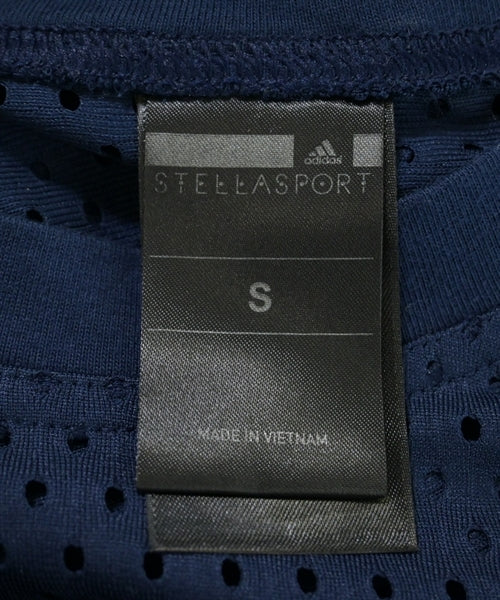 adidas
STELLASPORT
S
MADE IN VIETNAM